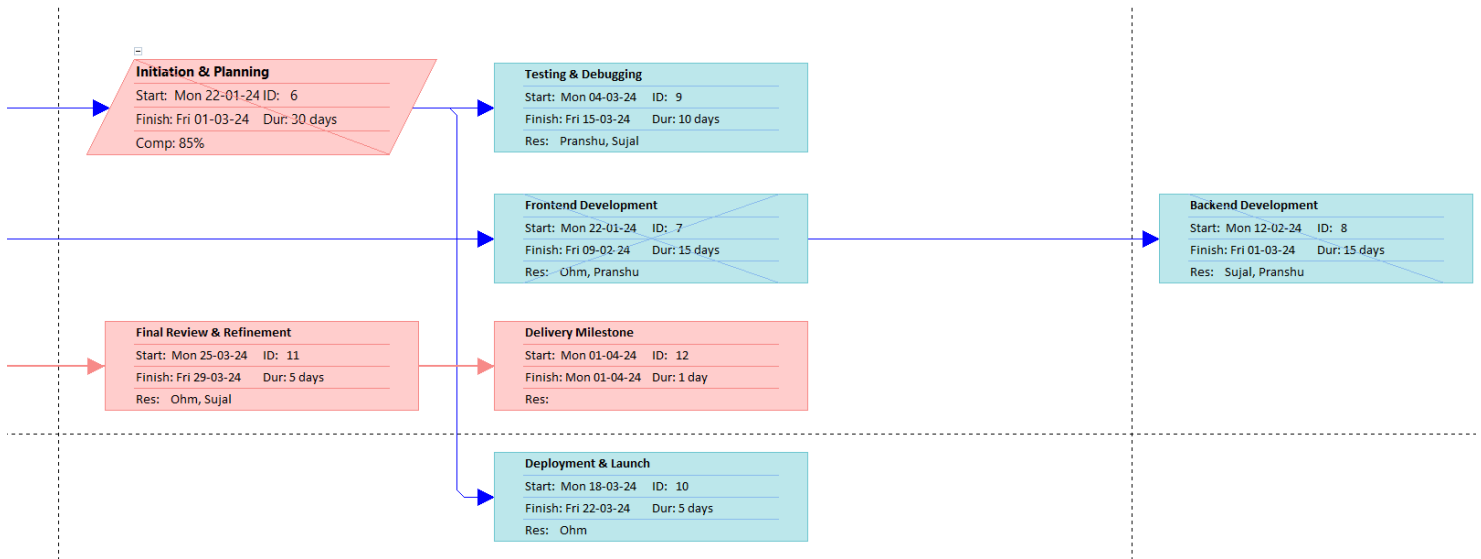 Initiation & Planning
Start: Mon 22-01-24 ID: 6
Finish: Fri 01-03-24 Dur: 30 days
Comp: 85%
Testing & Debugging
Start: Mon 04-03-24 ID: 9
Finish: Fri 15-03-24 Dur: 10 days
Res: Pranshu, Sujal
Frontend Development
Start: Mon 22-01-24 ID: 7
Finish: Fri 09-02-24 Dur: 15 days
Res: Ohm, Pranshu
Backend Development
Start: Mon 12-02-24 ID: 8
Finish: Fri 01-03-24 Dur: 15 days
Res: Sujal, Pranshu
Final Review & Refinement
Start: Mon 25-03-24 ID: 11
Finish: Fri 29-03-24 Dur: 5 days
Res: Ohm, Sujal
Delivery Milestone
Start: Mon 01-04-24 ID: 12
Finish: Mon 01-04-24 Dur: 1 day
Res:
Deployment & Launch
Start: Mon 18-03-24 ID: 10
Finish: Fri 22-03-24 Dur: 5 days
Res: Ohm